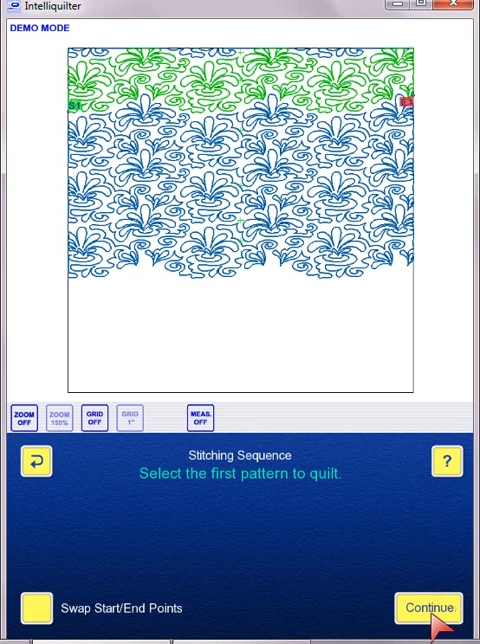 Intelliquilter
DEMO MODE
S1
ZOOM OFF
ZOOM 150%
GRID OFF
GRID 1"
MEAS. OFF
Stitching Sequence
Select the first pattern to quilt.
?
Swap Start/End Points
Continue